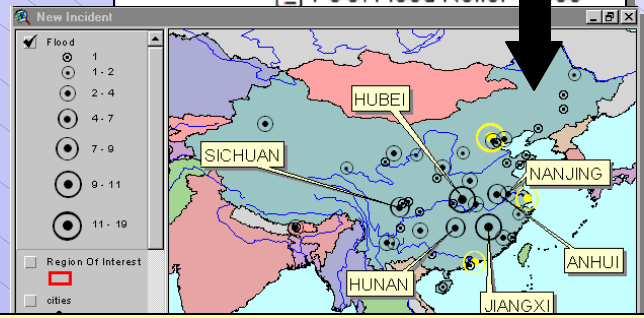 New Incident
Flood
1
1 - 2
2 - 4
4 - 7
7 - 9
9 - 11
11 - 19
Region Of Interest
cities
HUBEI
SICHUAN
NANJING
ANHUI
HUNAN
JIANGXI